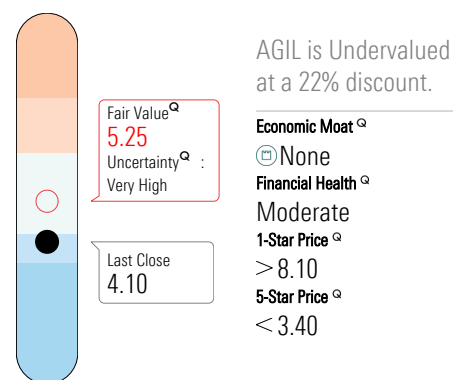 AGIL is Undervalued
at a 22% discount.
Fair Value Q
5.25
Uncertainty Q :
Very High
Last Close
4.10
Economic Moat Q
None
Financial Health Q
Moderate
1-Star Price Q
>8.10
5-Star Price Q
<3.40